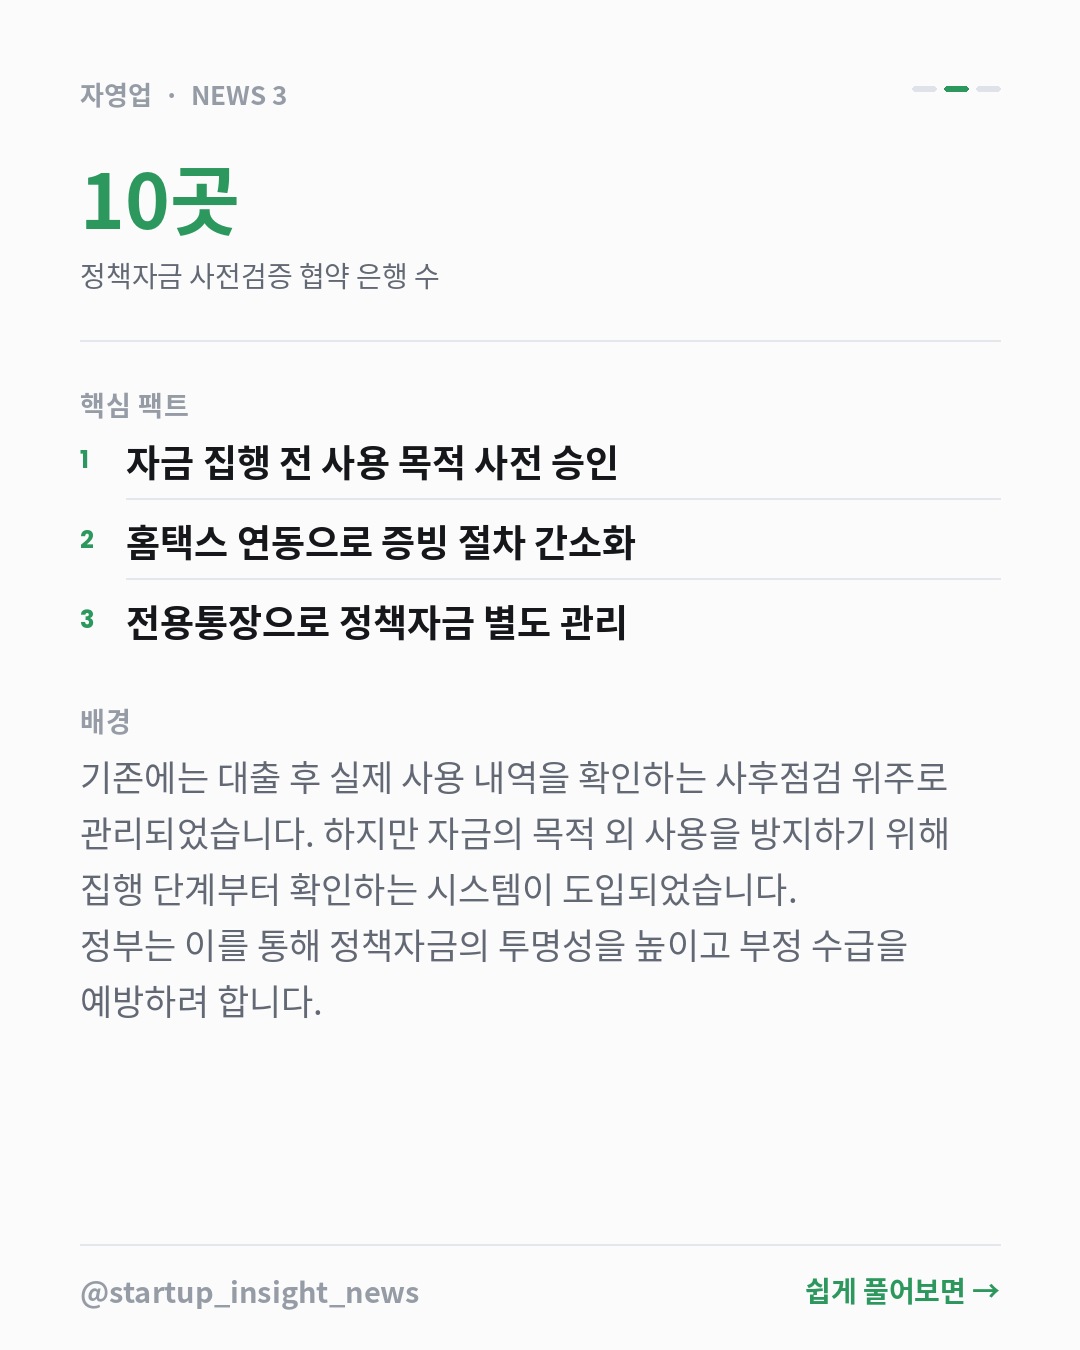 자영업 · NEWS 3
10곳
정책자금 사전검증 협약 은행 수
핵심 팩트
1 자금 집행 전 사용 목적 사전 승인
2 홈택스 연동으로 증빙 절차 간소화
3 전용통장으로 정책자금 별도 관리
배경
기존에는 대출 후 실제 사용 내역을 확인하는 사후점검 위주로
관리되었습니다. 하지만 자금의 목적 외 사용을 방지하기 위해
집행 단계부터 확인하는 시스템이 도입되었습니다.
정부는 이를 통해 정책자금의 투명성을 높이고 부정 수급을
예방하려 합니다.
@startup_insight_news
쉽게 풀어보면 →